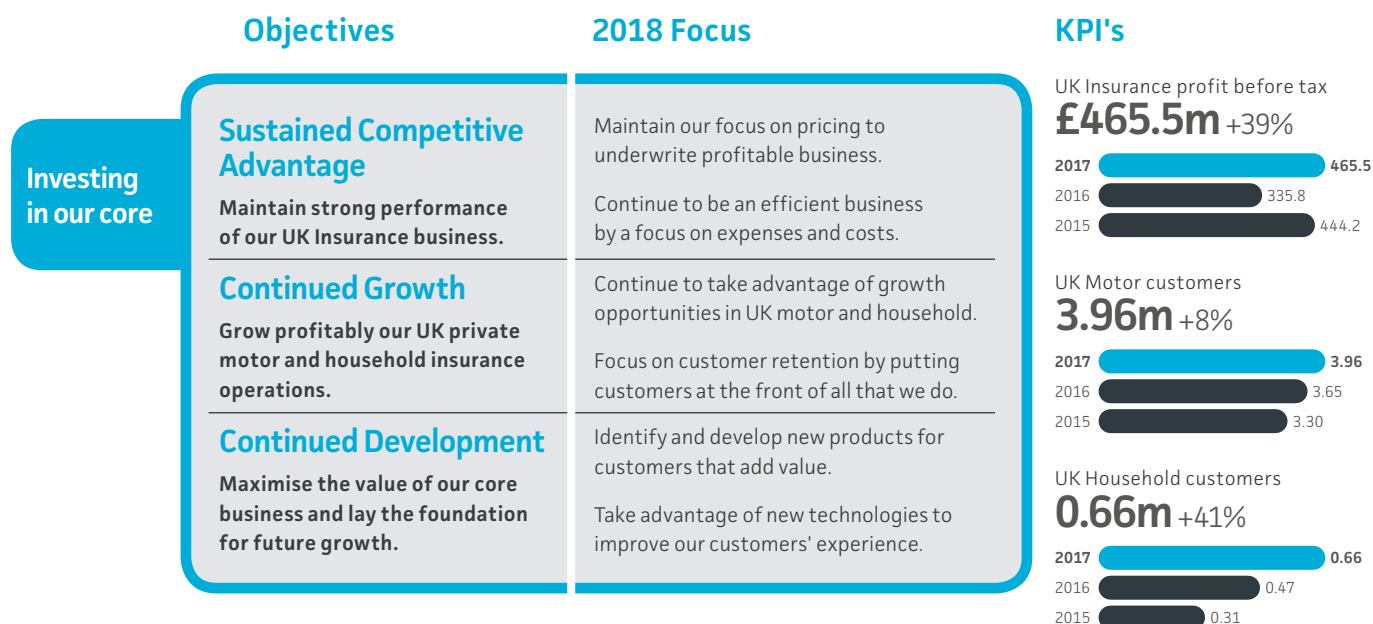 Objectives
2018 Focus
KPI's
Investing
in our core
Sustained Competitive
Advantage
Maintain strong performance
of our UK Insurance business.
Maintain our focus on pricing to
underwrite profitable business.
Continue to be an efficient business
by a focus on expenses and costs.
Continued Growth
Grow profitably our UK private
motor and household insurance
operations.
Continue to take advantage of growth
opportunities in UK motor and household.
Focus on customer retention by putting
customers at the front of all that we do.
Continued Development
Maximise the value of our core
business and lay the foundation
for future growth.
Identify and develop new products for
customers that add value.
Take advantage of new technologies to
improve our customers' experience.
UK Insurance profit before tax
£465.5m +39%
2017 465.5
2016 335.8
2015 444.2
UK Motor customers
3.96m +8%
2017 3.96
2016 3.65
2015 3.30
UK Household customers
0.66m +41%
2017 0.66
2016 0.47
2015 0.31